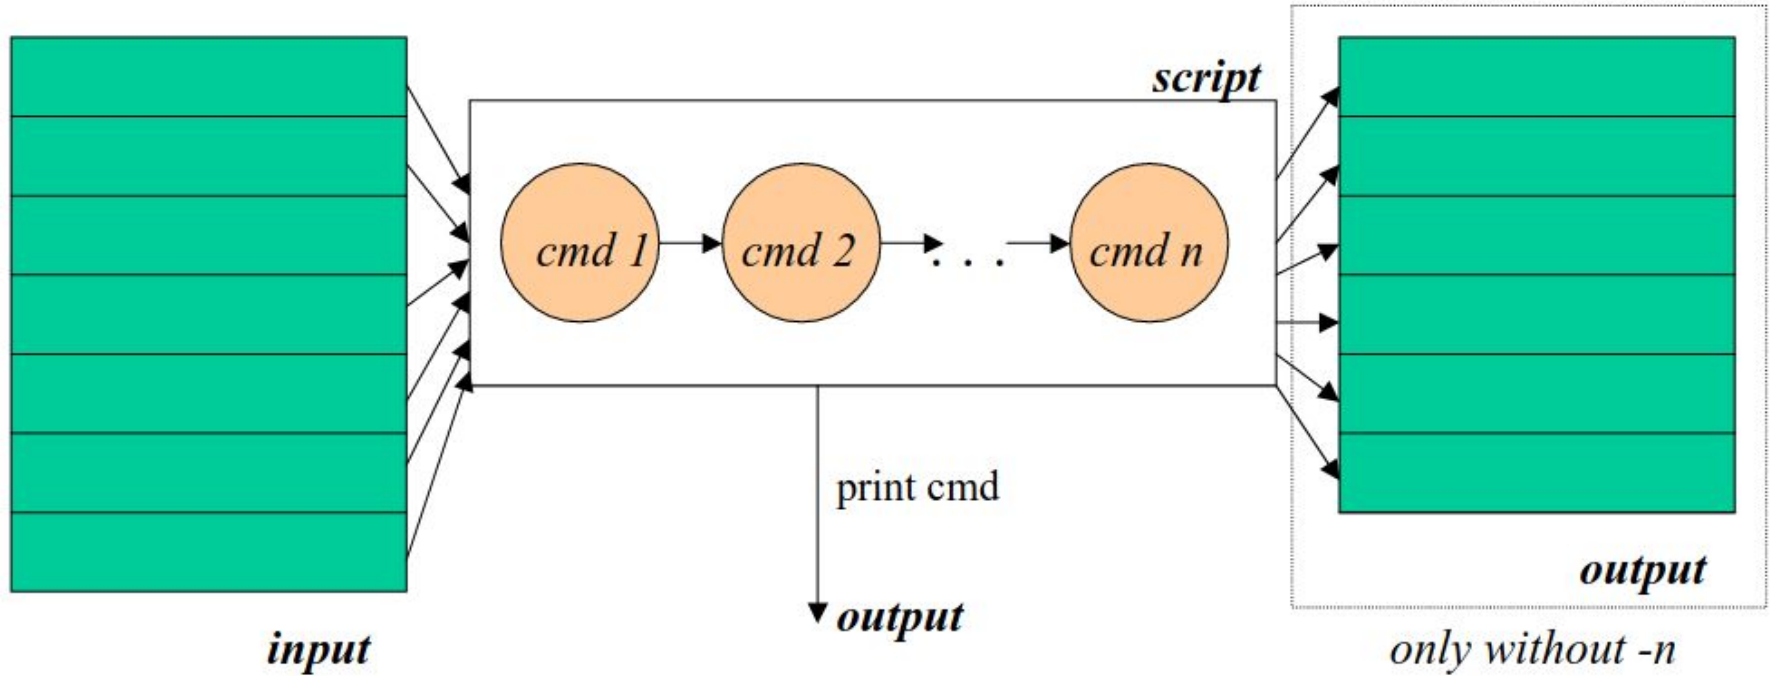 script
cmd 1
cmd 2
. . .
cmd n
print cmd
output
input
output
only without -n